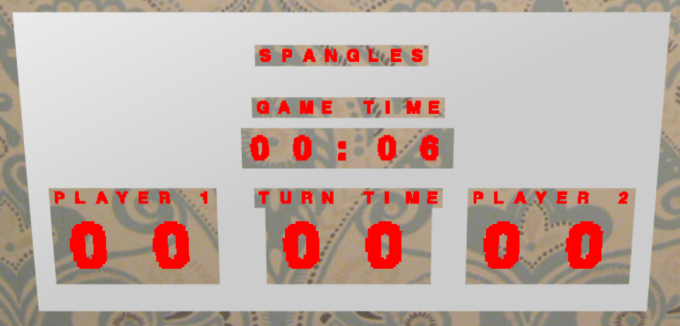 SPANGLES
GAME TIME
00:06
PLAYER 1 TURN TIME PLAYER 2
00 00 00